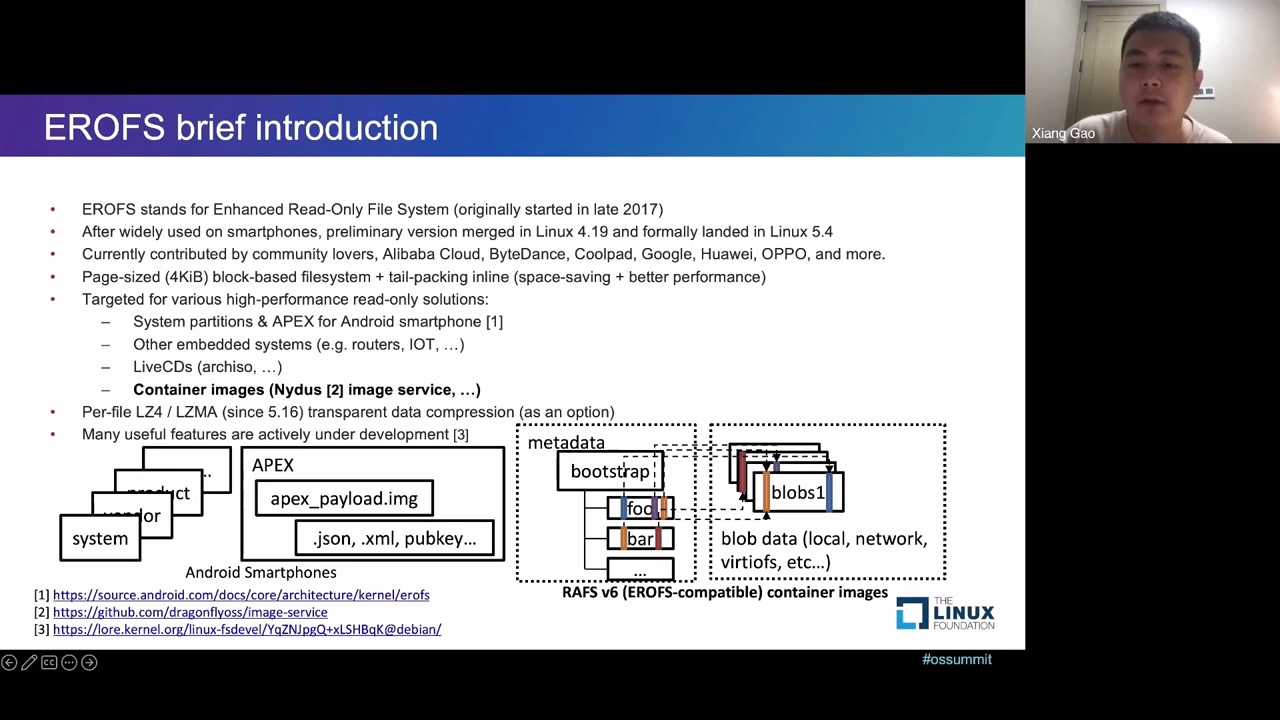 Xiang Gao
EROFS brief introduction
• EROFS stands for Enhanced Read-Only File System (originally started in late 2017)
• After widely used on smartphones, preliminary version merged in Linux 4.19 and formally landed in Linux 5.4
• Currently contributed by community lovers, Alibaba Cloud, ByteDance, Coolpad, Google, Huawei, OPPO, and more.
• Page-sized (4KiB) block-based filesystem + tail-packing inline (space-saving + better performance)
• Targeted for various high-performance read-only solutions:
– System partitions & APEX for Android smartphone [1]
– Other embedded systems (e.g. routers, IOT, …)
– LiveCDs (archiso, …)
– Container images (Nydus [2] image service, …)
• Per-file LZ4 / LZMA (since 5.16) transparent data compression (as an option)
• Many useful features are actively under development [3]
...
product
vendor
system
APEX
apex_payload.img
.json, .xml, pubkey...
Android Smartphones
metadata
bootstrap
foo
bar
...
blobs1
blob data (local, network,
virtiofs, etc...)
RAFS v6 (EROFS-compatible) container images
[1] https://source.android.com/docs/core/architecture/kernel/erofs
[2] https://github.com/dragonflyoss/image-service
[3] https://lore.kernel.org/linux-fsdevel/YqZNJpgQ+xLSHBqK@debian/
THE
LINUX
FOUNDATION
CC
#ossummit